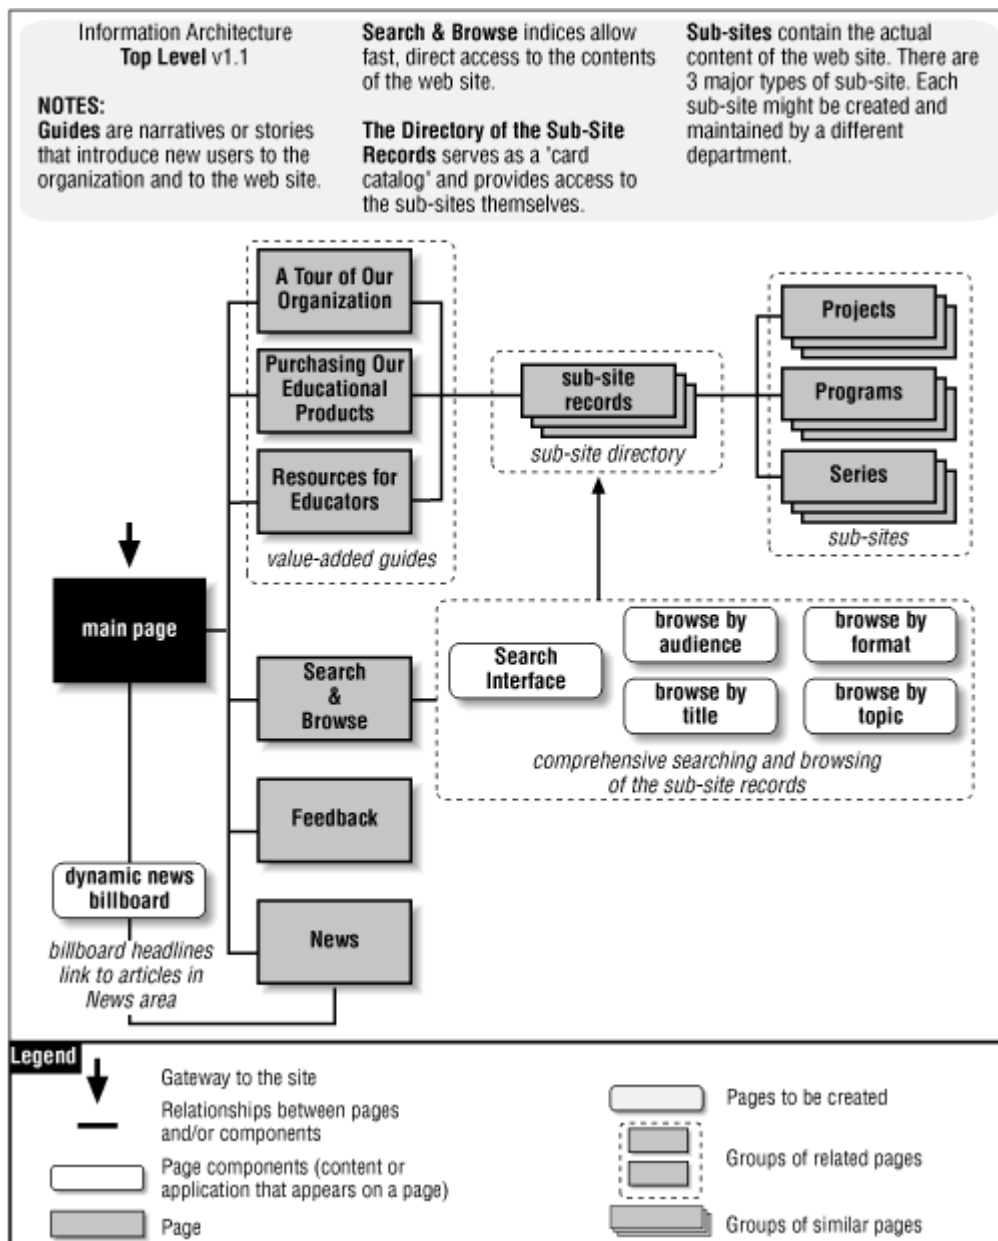 Information Architecture
Top Level v1.1
NOTES:
Guides are narratives or stories
that introduce new users to the
organization and to the web site.
Search & Browse indices allow
fast, direct access to the contents
of the web site.
The Directory of the Sub-Site
Records serves as a "card
catalog" and provides access to
the sub-sites themselves.
Sub-sites contain the actual
content of the web site. There are
3 major types of sub-site. Each
sub-site might be created and
maintained by a different
department.
A Tour of Our
Organization
Purchasing Our
Educational
Products
Resources for
Educators
value-added guides
sub-site
records
sub-site directory
Projects
Programs
Series
sub-sites
main page
Search
&
Browse
Search
Interface
browse by
audience
browse by
format
browse by
title
browse by
topic
comprehensive searching and browsing
of the sub-site records
Feedback
dynamic news
billboard
billboard headlines
link to articles in
News area
News
Legend
Gateway to the site
Relationships between pages
and/or components
Page components (content or
application that appears on a page)
Page
Pages to be created
Groups of related pages
Groups of similar pages